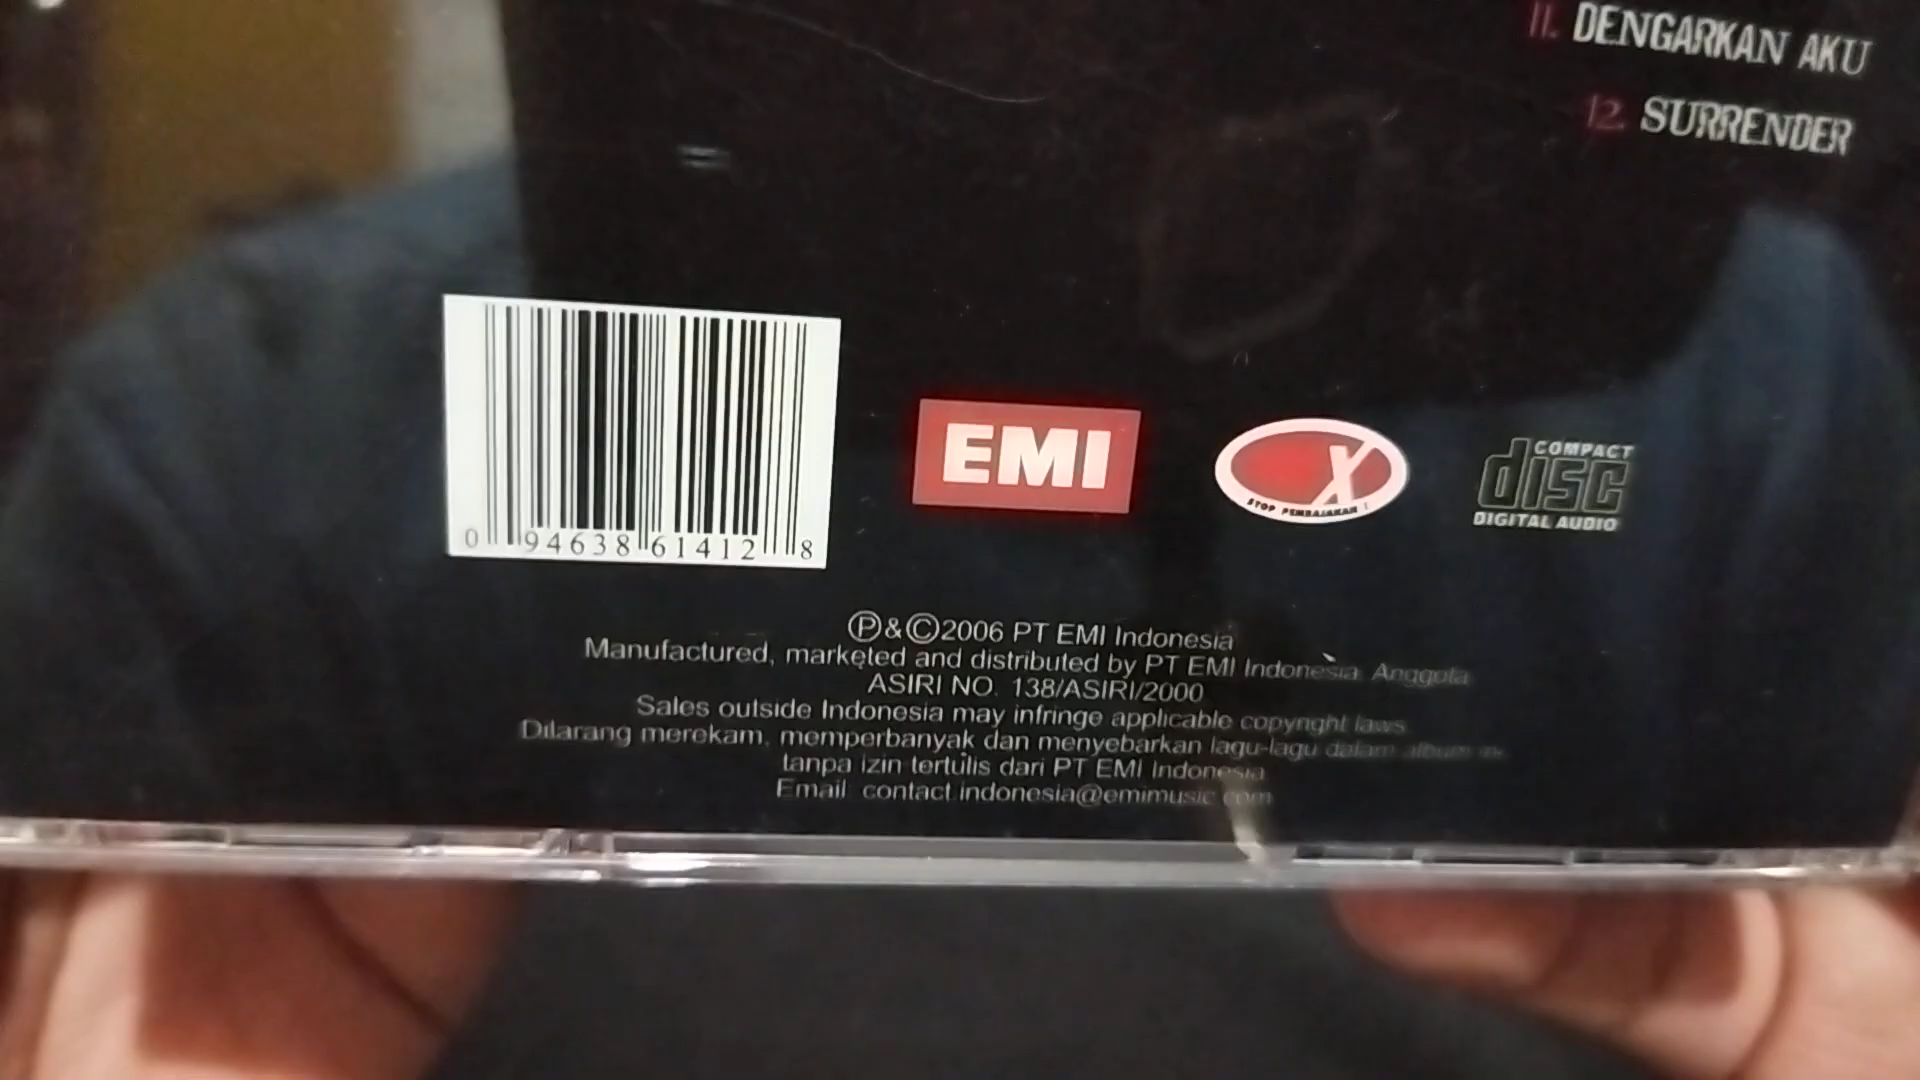 11. DENGARKAN AKU
12. SURRENDER
0 94638 61412 8
EMI
X
STOP PEMBAJAKAN !
COMPACT
disc
DIGITAL AUDIO
Ⓟ&©2006 PT EMI Indonesia
Manufactured, marketed and distributed by PT EMI Indonesia Anggota
ASIRI NO. 138/ASIRI/2000
Sales outside Indonesia may infringe applicable copyright laws
Dilarang merekam, memperbanyak dan menyebarkan lagu-lagu dalam album
tanpa izin tertulis dari PT EMI Indonesia
Email contact.indonesia@emimusic.com